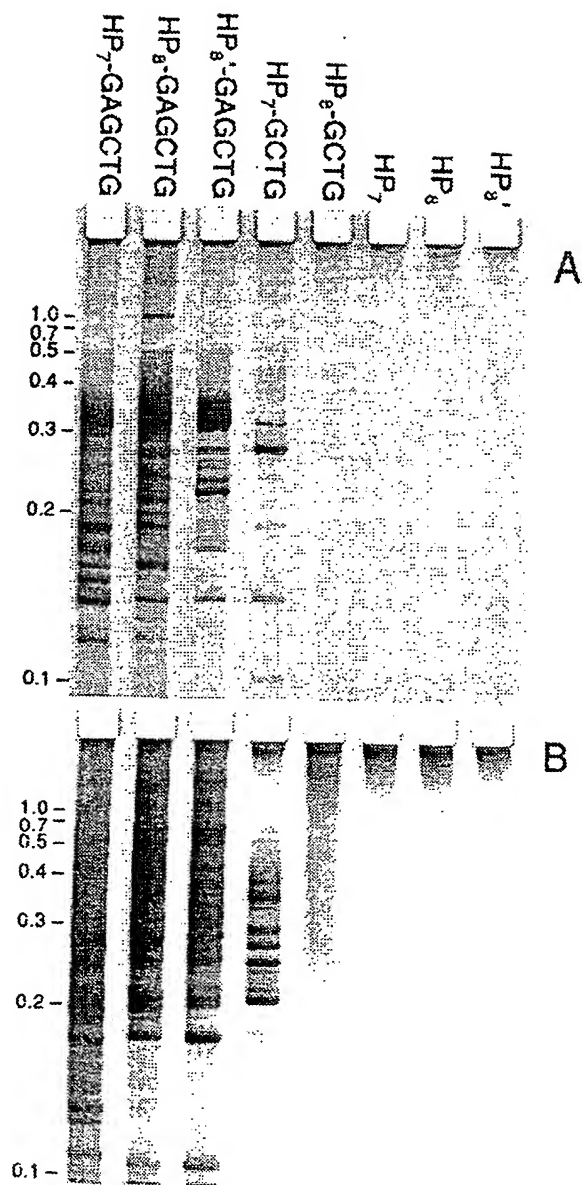 HP₇-GAGCTG
HP₈-GAGCTG
HP₈'-GAGCTG
HP₇-GCTG
HP₈-GCTG
HP₇
HP₈
HP₈'
A
1.0
0.7
0.5
0.4
0.3
0.2
0.1
B
1.0
0.7
0.5
0.4
0.3
0.2
0.1